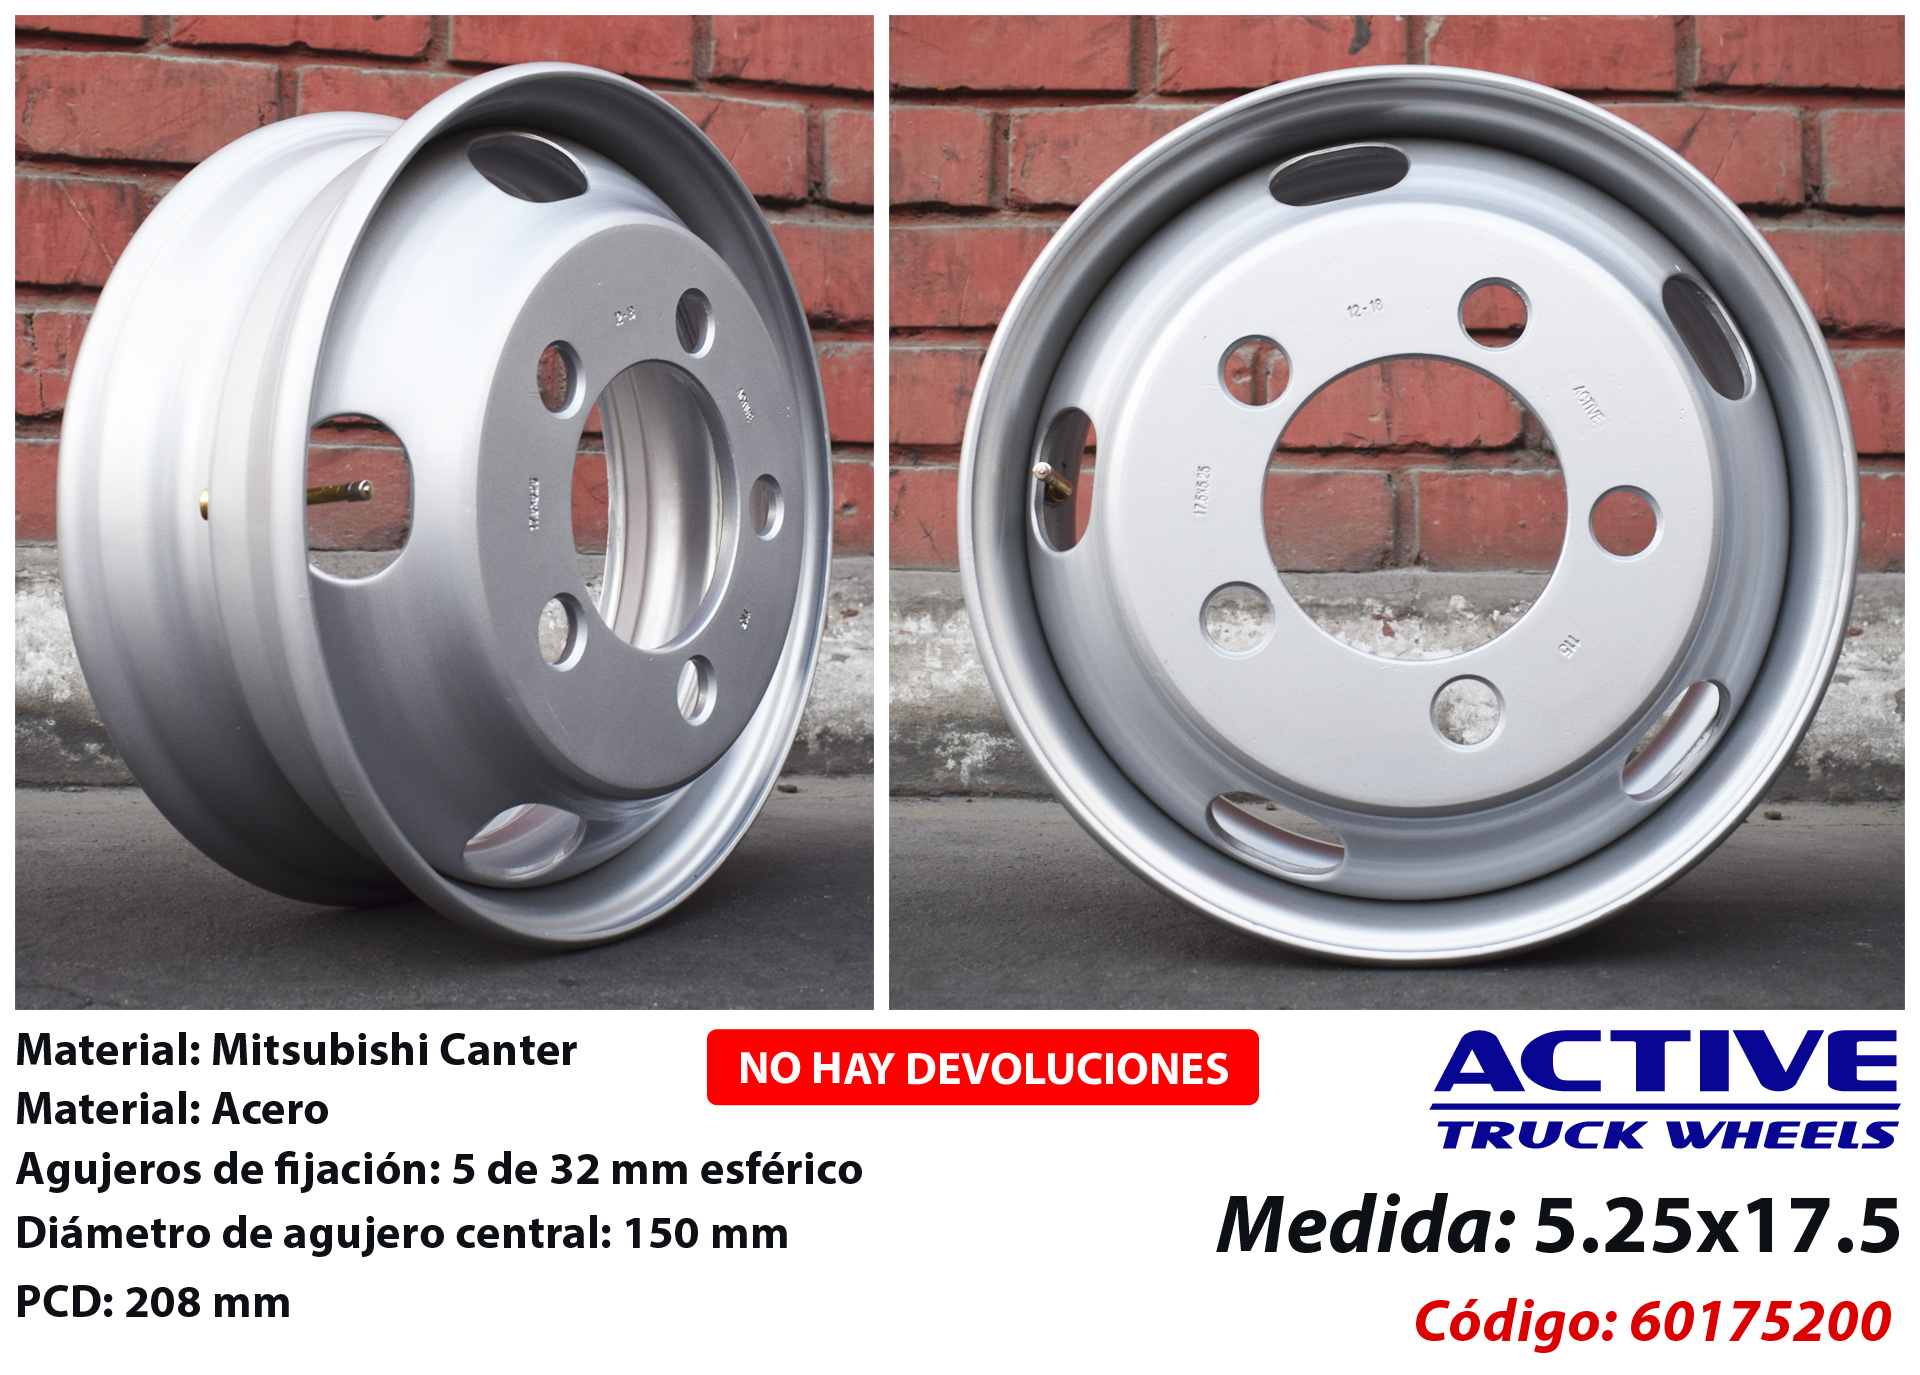 12-18
ACTIVE
17.5X5.25
115
Material: Mitsubishi Canter
Material: Acero
Agujeros de fijación: 5 de 32 mm esférico
Diámetro de agujero central: 150 mm
PCD: 208 mm
NO HAY DEVOLUCIONES
ACTIVE
TRUCK WHEELS
Medida: 5.25x17.5
Código: 60175200